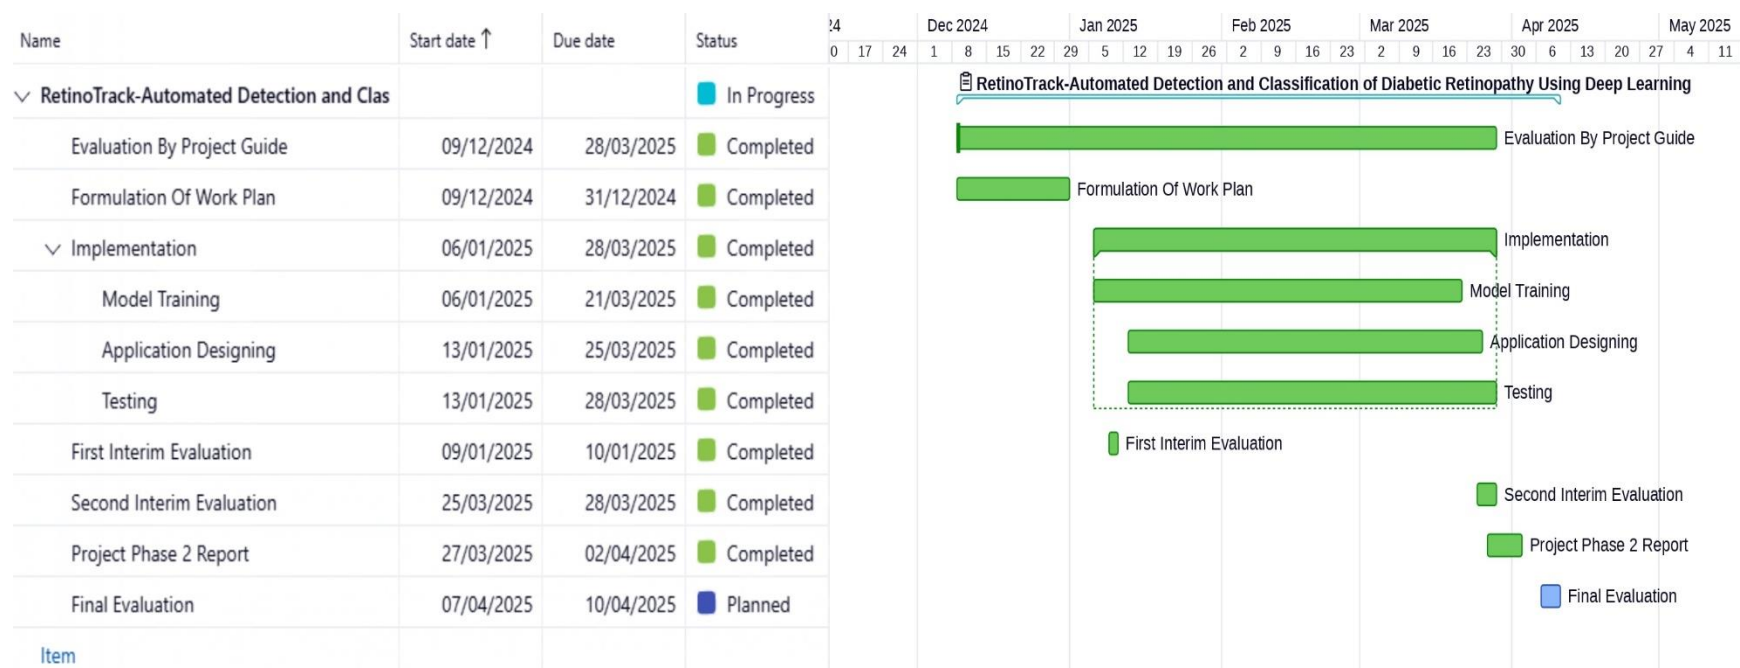 Name Start date ↑ Due date Status
RetinoTrack-Automated Detection and Clas In Progress
Evaluation By Project Guide 09/12/2024 28/03/2025 Completed
Formulation Of Work Plan 09/12/2024 31/12/2024 Completed
Implementation 06/01/2025 28/03/2025 Completed
Model Training 06/01/2025 21/03/2025 Completed
Application Designing 13/01/2025 25/03/2025 Completed
Testing 13/01/2025 28/03/2025 Completed
First Interim Evaluation 09/01/2025 10/01/2025 Completed
Second Interim Evaluation 25/03/2025 28/03/2025 Completed
Project Phase 2 Report 27/03/2025 02/04/2025 Completed
Final Evaluation 07/04/2025 10/04/2025 Planned
Item
24 Dec 2024 Jan 2025 Feb 2025 Mar 2025 Apr 2025 May 2025
0 17 24 1 8 15 22 29 5 12 19 26 2 9 16 23 2 9 16 23 30 6 13 20 27 4 11
RetinoTrack-Automated Detection and Classification of Diabetic Retinopathy Using Deep Learning
Evaluation By Project Guide
Formulation Of Work Plan
Implementation
Model Training
Application Designing
Testing
First Interim Evaluation
Second Interim Evaluation
Project Phase 2 Report
Final Evaluation